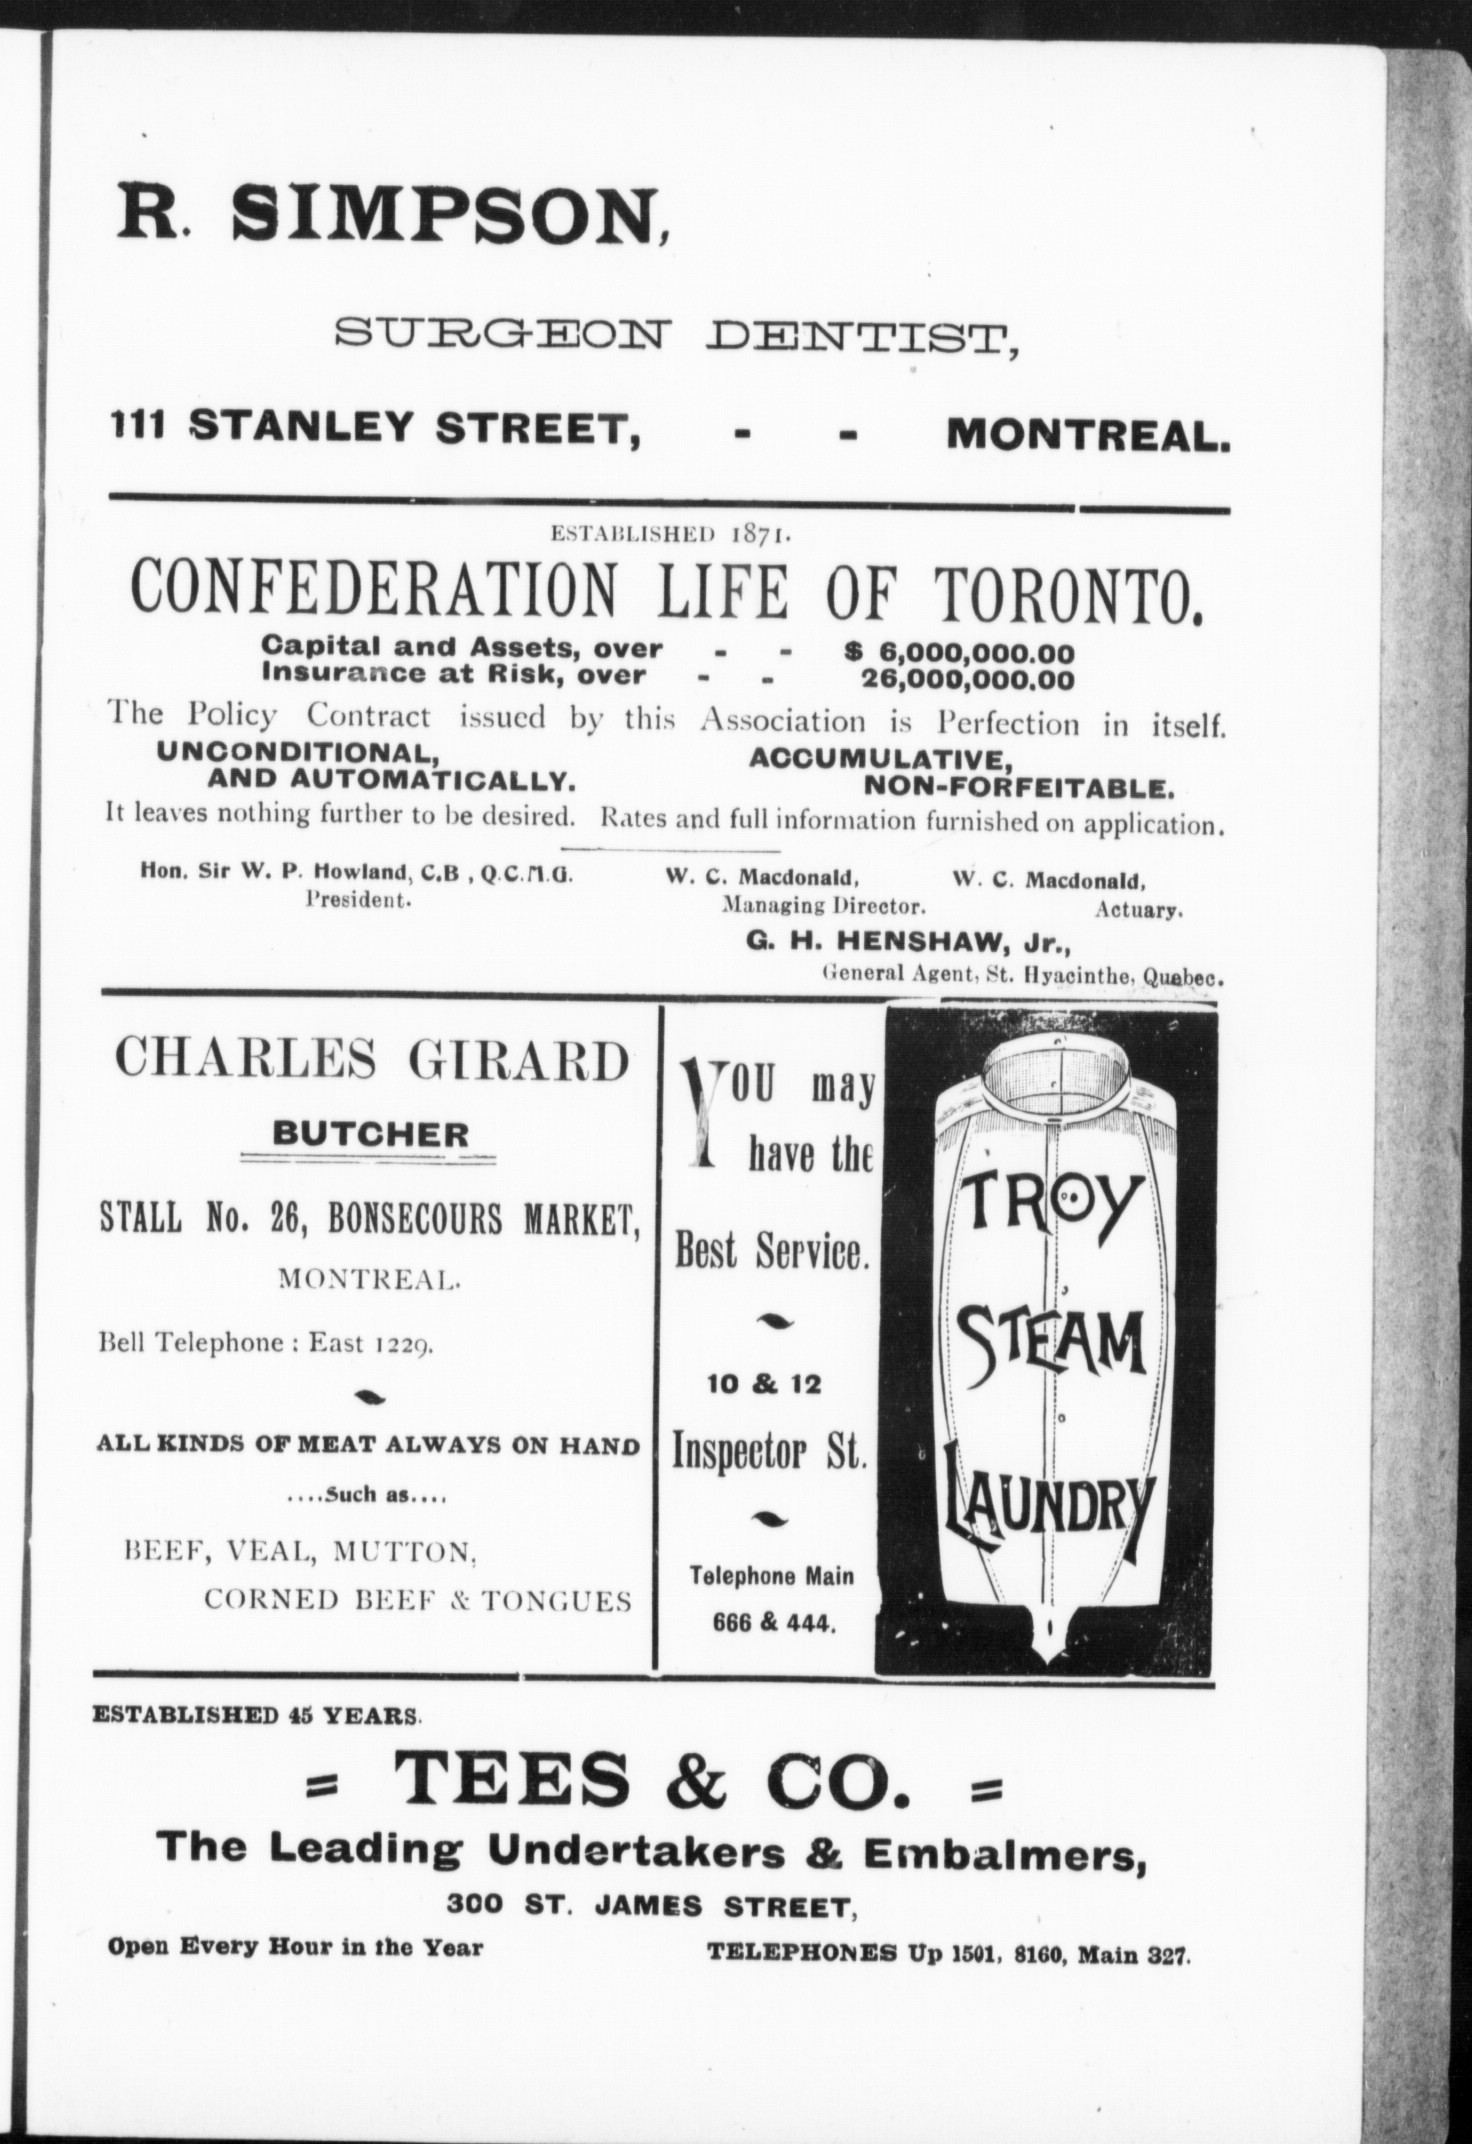 R. SIMPSON,
SURGEON DENTIST,
111 STANLEY STREET, - - MONTREAL.
ESTABLISHED 1871.
CONFEDERATION LIFE OF TORONTO.
Capital and Assets, over - - $ 6,000,000.00
Insurance at Risk, over - - 26,000,000.00
The Policy Contract issued by this Association is Perfection in itself.
UNCONDITIONAL, ACCUMULATIVE,
AND AUTOMATICALLY. NON-FORFEITABLE.
It leaves nothing further to be desired. Rates and full information furnished on application.
Hon. Sir W. P. Howland, C.B , Q.C.M.G. W. C. Macdonald, W. C. Macdonald,
President. Managing Director. Actuary.
G. H. HENSHAW, Jr.,
General Agent, St. Hyacinthe, Quebec.
CHARLES GIRARD
BUTCHER
STALL No. 26, BONSECOURS MARKET,
MONTREAL.
Bell Telephone : East 1229.
ALL KINDS OF MEAT ALWAYS ON HAND
....Such as....
BEEF, VEAL, MUTTON,
CORNED BEEF & TONGUES
YOU may
have the
Best Service.
10 & 12
Inspector St.
Telephone Main
666 & 444.
TROY
STEAM
LAUNDRY
ESTABLISHED 45 YEARS.
= TEES & CO. =
The Leading Undertakers & Embalmers,
300 ST. JAMES STREET,
Open Every Hour in the Year TELEPHONES Up 1501, 8160, Main 327.